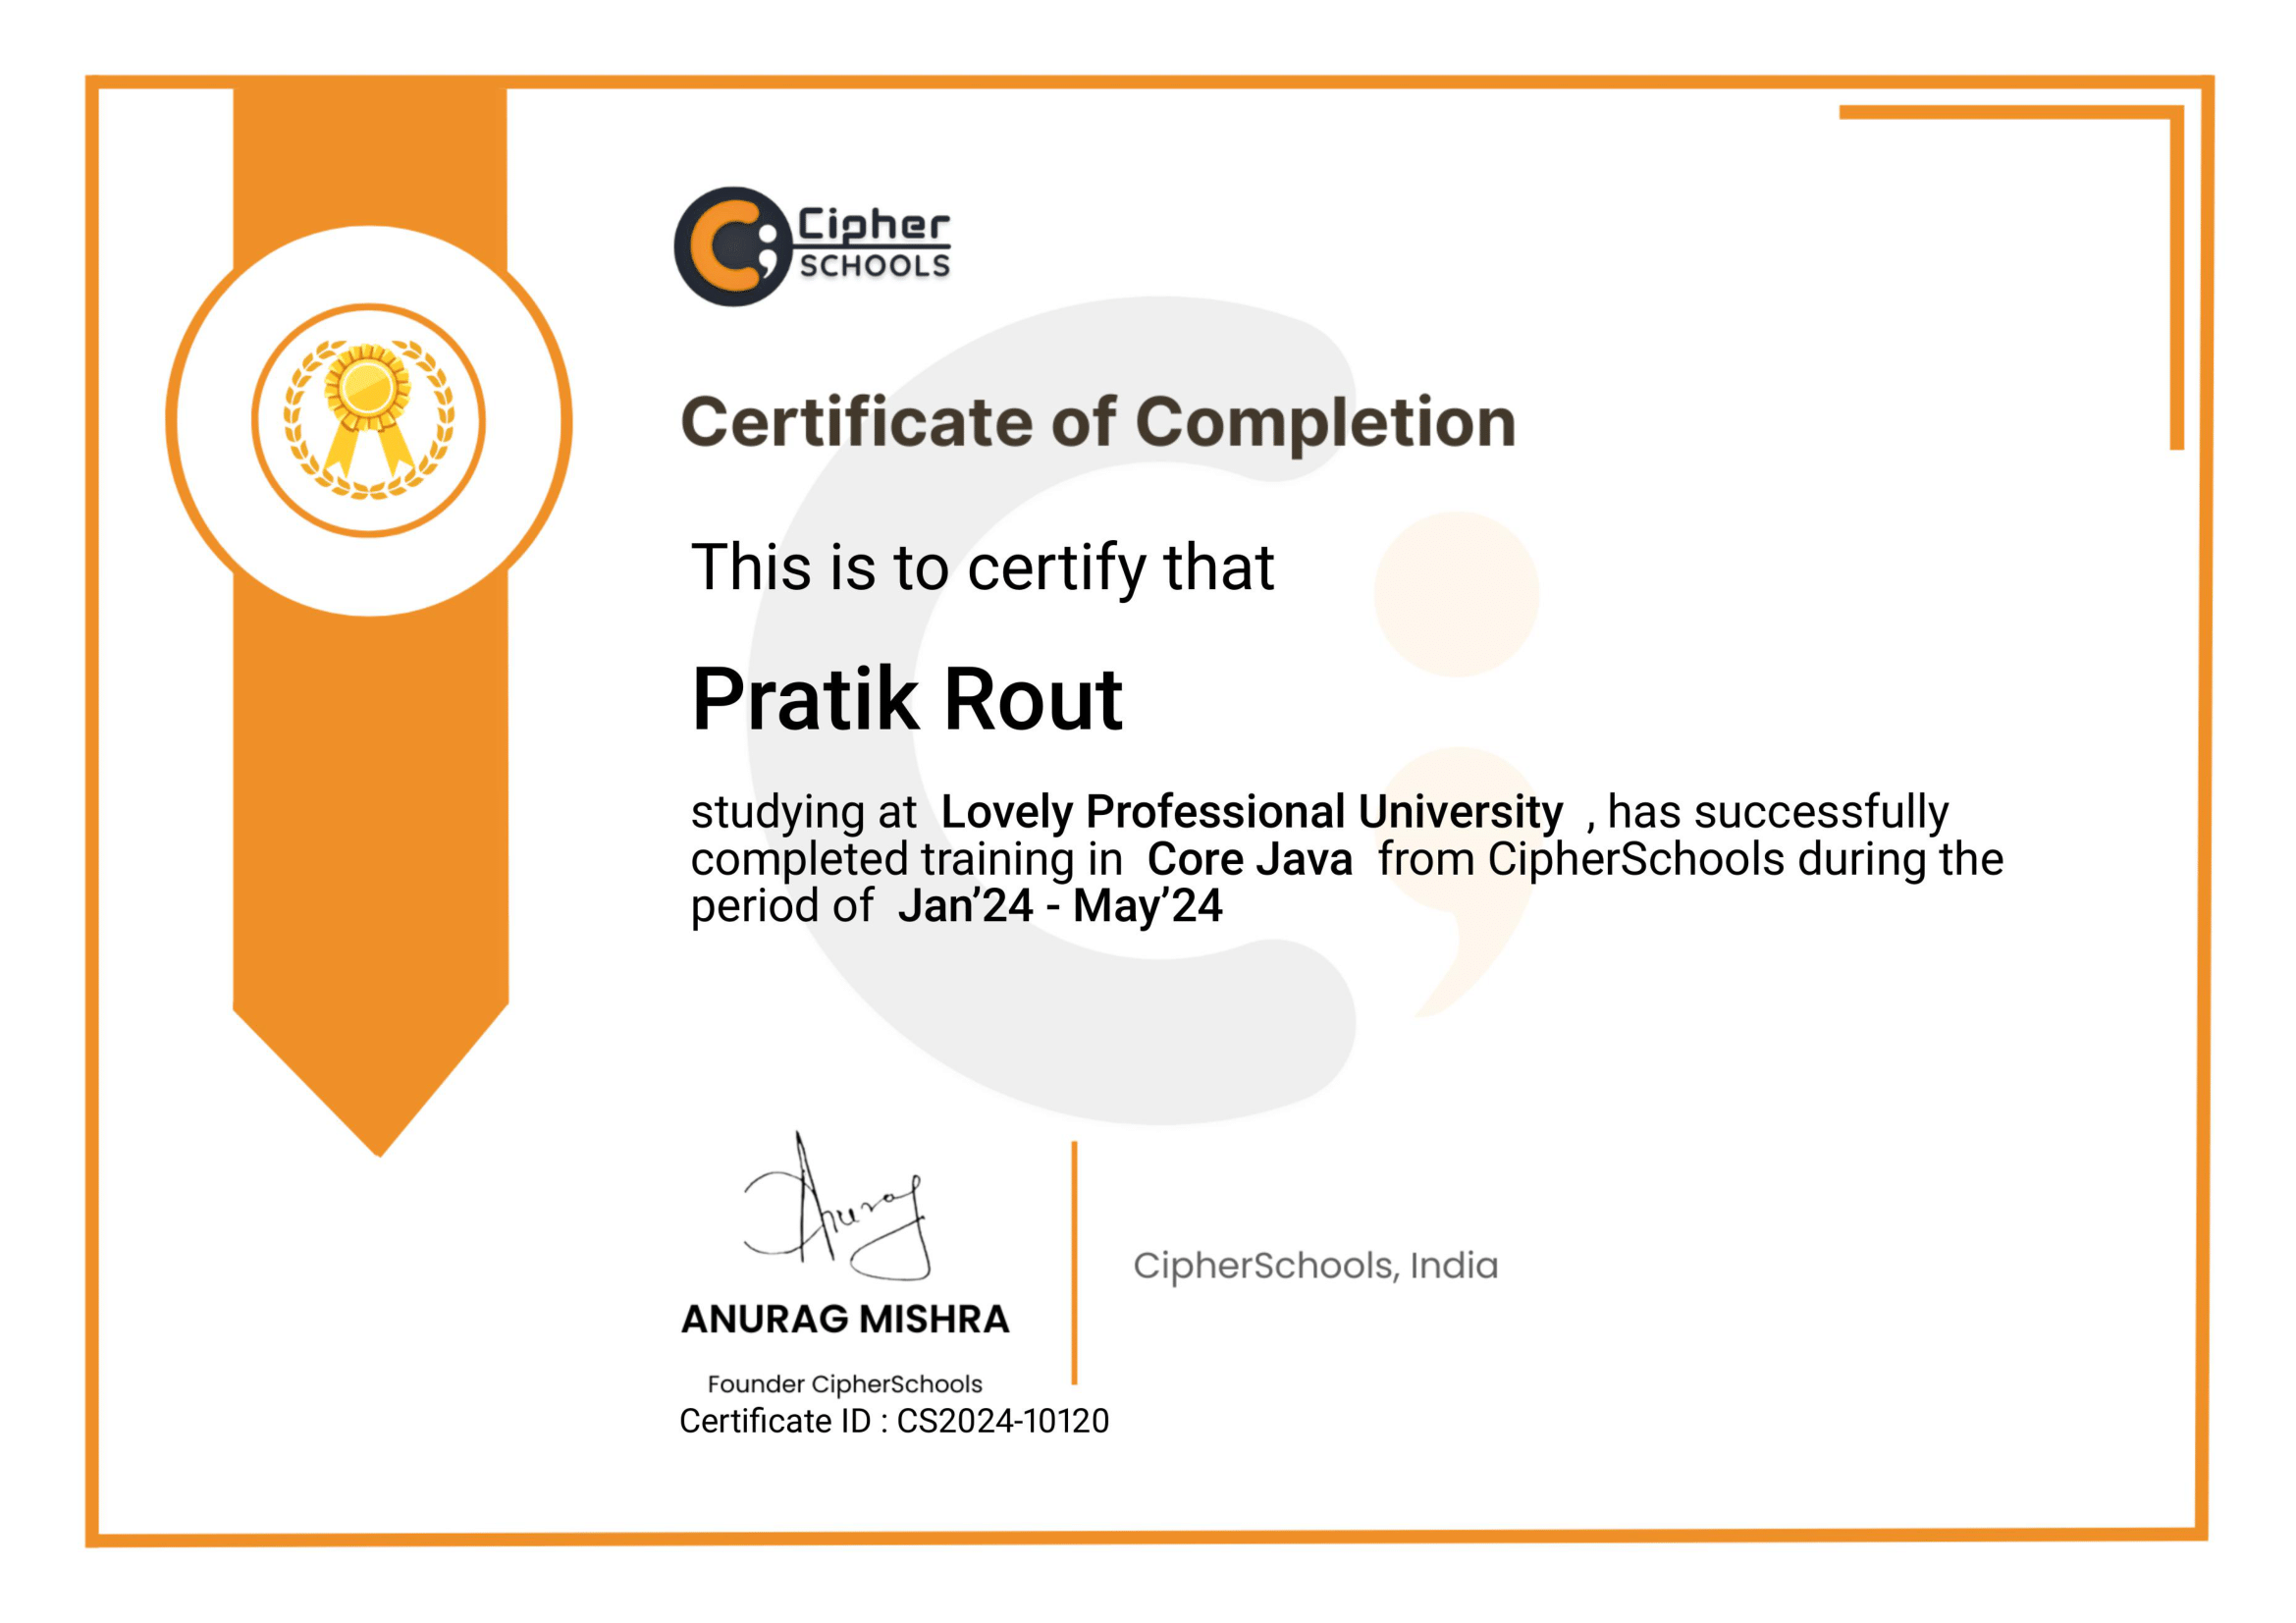 Cipher
SCHOOLS
Certificate of Completion
This is to certify that
Pratik Rout
studying at Lovely Professional University , has successfully
completed training in Core Java from CipherSchools during the
period of Jan’24 - May’24
Anurag
ANURAG MISHRA
CipherSchools, India
Founder CipherSchools
Certificate ID : CS2024-10120